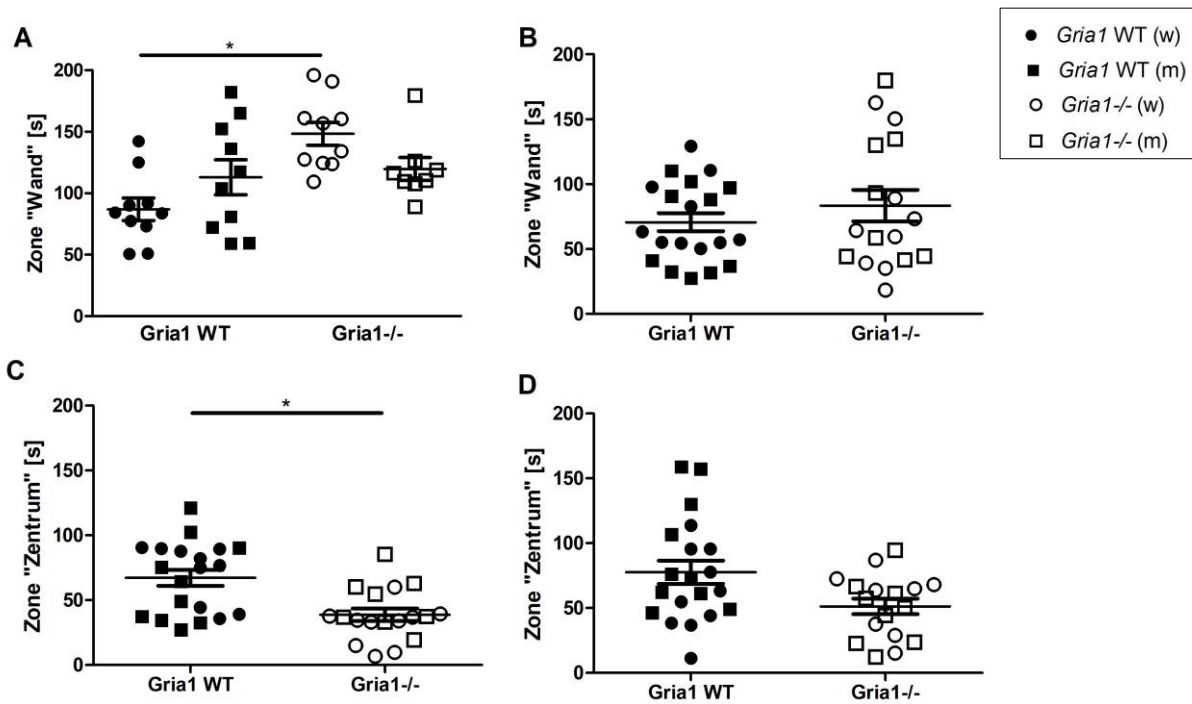 A
Zone "Wand" [s]
200
150
100
50
0
*
Gria1 WT
Gria1-/-
B
Zone "Wand" [s]
200
150
100
50
0
Gria1 WT
Gria1-/-
Gria1 WT (w)
Gria1 WT (m)
Gria1-/- (w)
Gria1-/- (m)
C
Zone "Zentrum" [s]
200
150
100
50
0
*
Gria1 WT
Gria1-/-
D
Zone "Zentrum" [s]
200
150
100
50
0
Gria1 WT
Gria1-/-